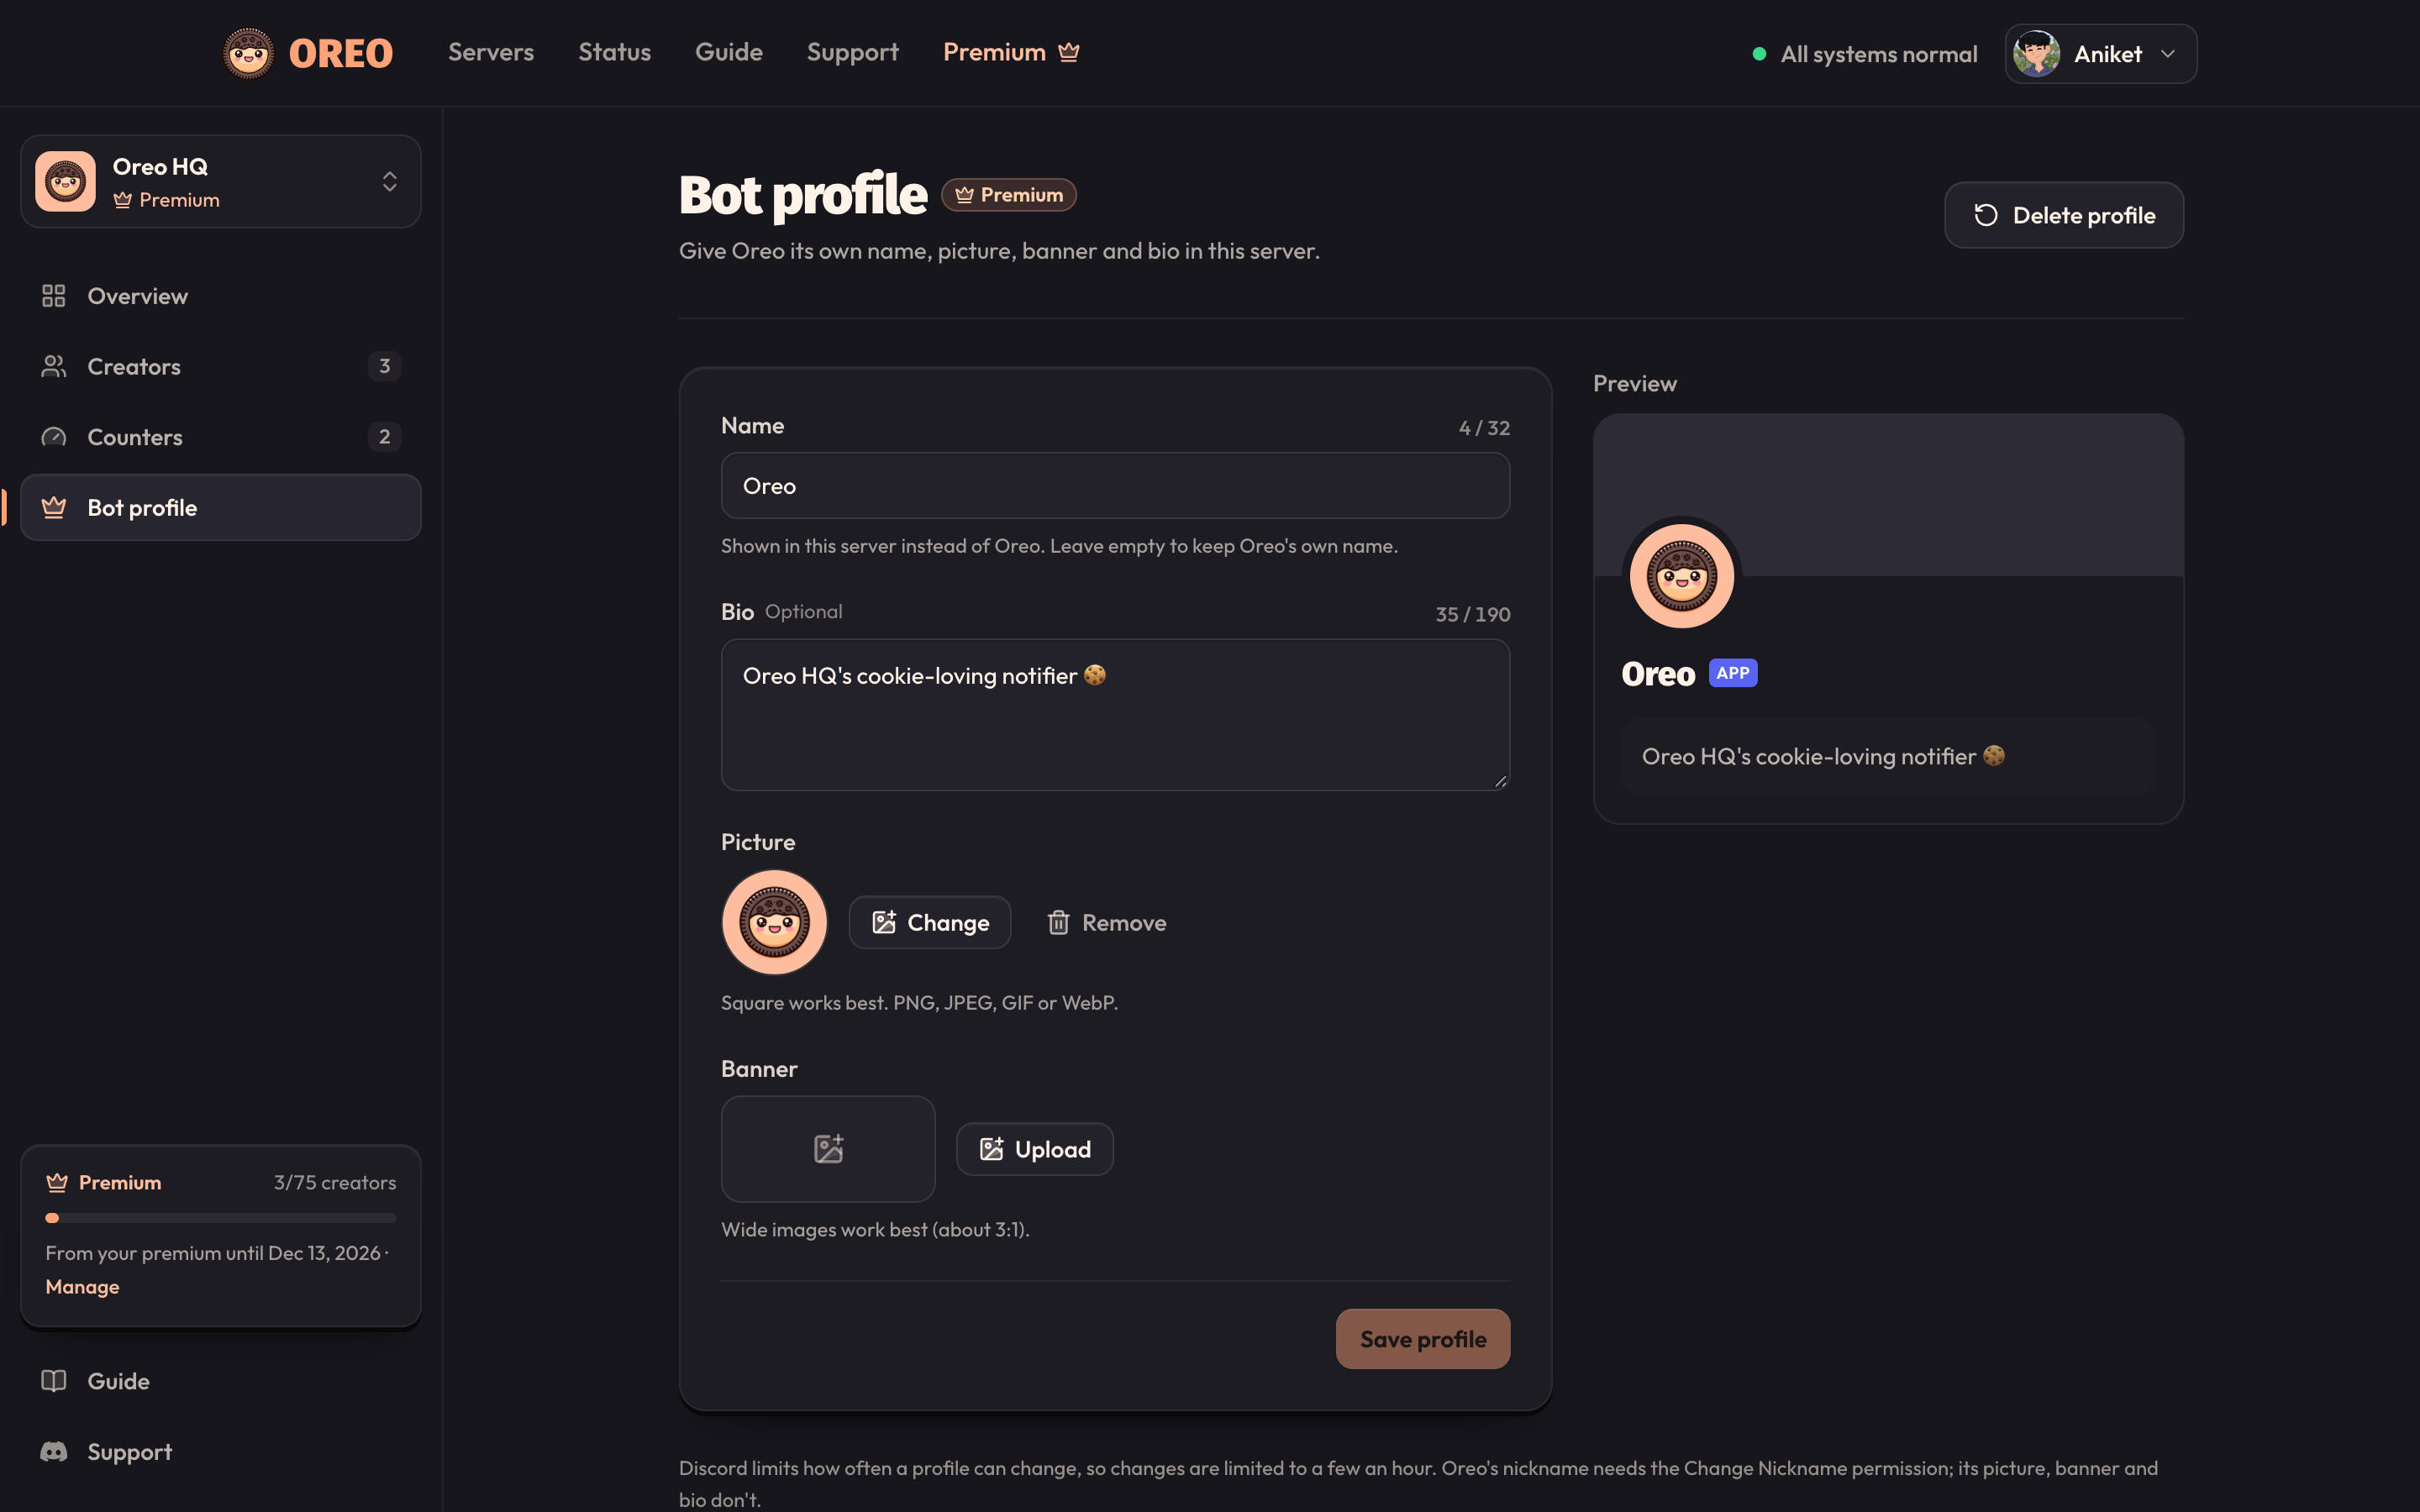 OREO
Servers
Status
Guide
Support
Premium
All systems normal
Aniket
Oreo HQ
Premium
Overview
Creators
3
Counters
2
Bot profile
Premium
3/75 creators
From your premium until Dec 13, 2026 ·
Manage
Guide
Support
Bot profile
Premium
Give Oreo its own name, picture, banner and bio in this server.
Delete profile
Name
4 / 32
Oreo
Shown in this server instead of Oreo. Leave empty to keep Oreo's own name.
Bio Optional
35 / 190
Oreo HQ's cookie-loving notifier 🍪
Picture
Change
Remove
Square works best. PNG, JPEG, GIF or WebP.
Banner
Upload
Wide images work best (about 3:1).
Save profile
Preview
Oreo APP
Oreo HQ's cookie-loving notifier 🍪
Discord limits how often a profile can change, so changes are limited to a few an hour. Oreo's nickname needs the Change Nickname permission; its picture, banner and
bio don't.